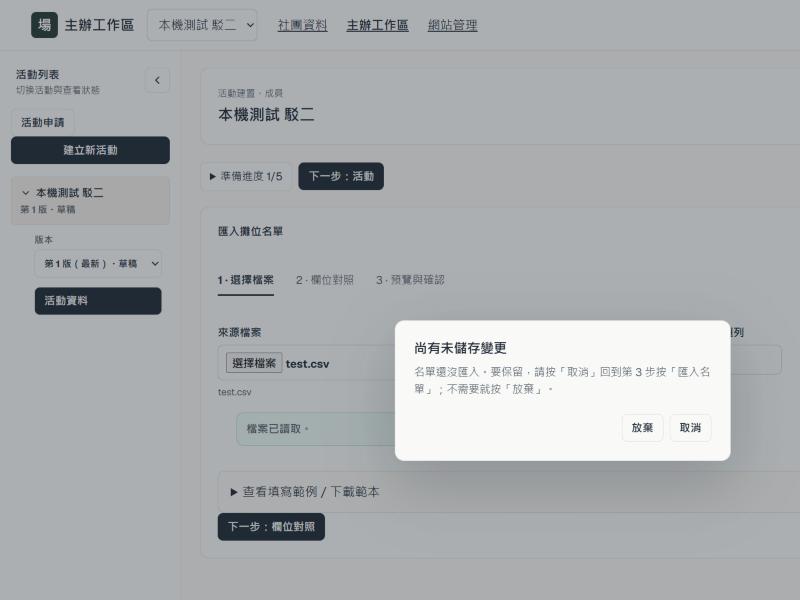 場 主辦工作區 本機測試 駁二 社團資料 主辦工作區 網站管理
活動列表
切換活動與查看狀態
活動申請
建立新活動
本機測試 駁二
第 1 版・草稿
版本
第 1 版（最新）・草稿
活動資料
活動建置・成員
本機測試 駁二
準備進度 1/5 下一步：活動
匯入攤位名單
1・選擇檔案 2・欄位對照 3・預覽與確認
來源檔案
選擇檔案 test.csv
test.csv
檔案已讀取。
查看填寫範例 / 下載範本
下一步：欄位對照
列
尚有未儲存變更
名單還沒匯入。要保留，請按「取消」回到第 3 步按「匯入名
單」；不需要就按「放棄」。
放棄 取消